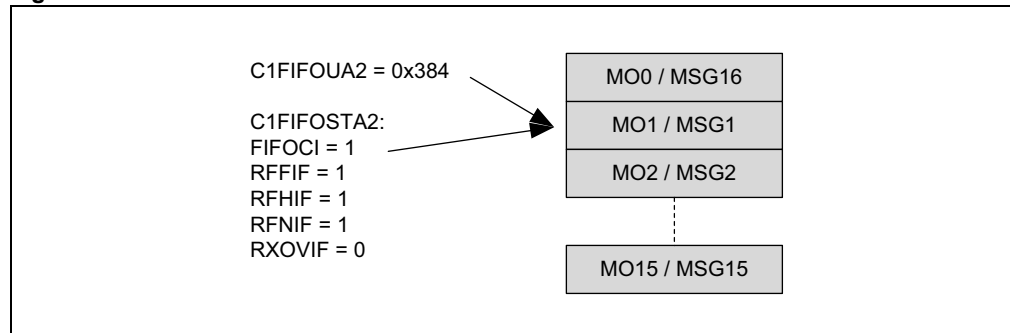 C1FIFOUA2 = 0x384
C1FIFOSTA2:
FIFOCI = 1
RFFIF = 1
RFHIF = 1
RFNIF = 1
RXOVIF = 0
MO0 / MSG16
MO1 / MSG1
MO2 / MSG2
MO15 / MSG15